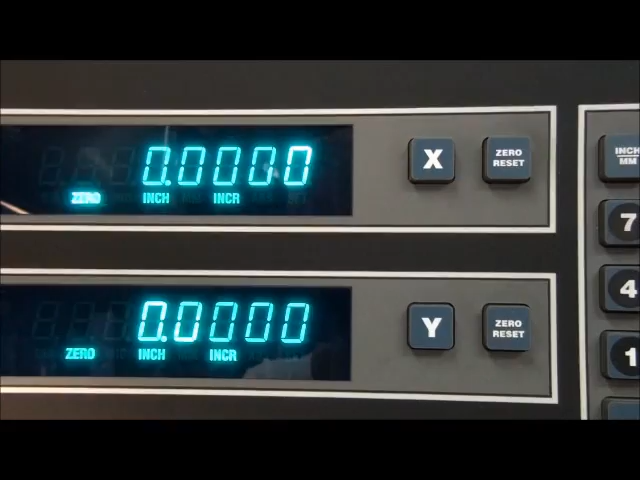 0.0000 X ZERO RESET INCH MM
ZERO INCH INCR
7
4
0.0000 Y ZERO RESET
ZERO INCH INCR
1